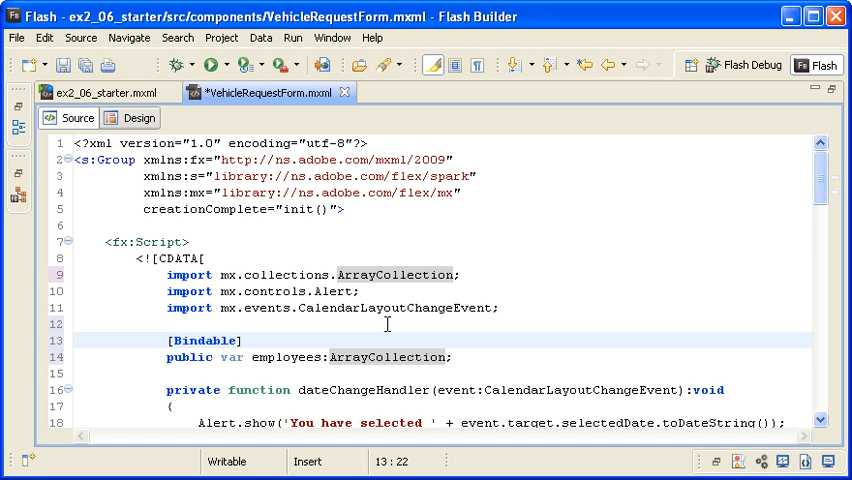 Flash - ex2_06_starter/src/components/VehicleRequestForm.mxml - Flash Builder
File Edit Source Navigate Search Project Data Run Window Help
Flash Debug Flash
ex2_06_starter.mxml *VehicleRequestForm.mxml
Source Design
1 <?xml version="1.0" encoding="utf-8"?>
2 <s:Group xmlns:fx="http://ns.adobe.com/mxml/2009"
3 xmlns:s="library://ns.adobe.com/flex/spark"
4 xmlns:mx="library://ns.adobe.com/flex/mx"
5 creationComplete="init()">
6
7 <fx:Script>
8 <![CDATA[
9 import mx.collections.ArrayCollection;
10 import mx.controls.Alert;
11 import mx.events.CalendarLayoutChangeEvent;
12
13 [Bindable]
14 public var employees:ArrayCollection;
15
16 private function dateChangeHandler(event:CalendarLayoutChangeEvent):void
17 {
18 Alert.show('You have selected ' + event.target.selectedDate.toDateString());
Writable Insert 13 : 22